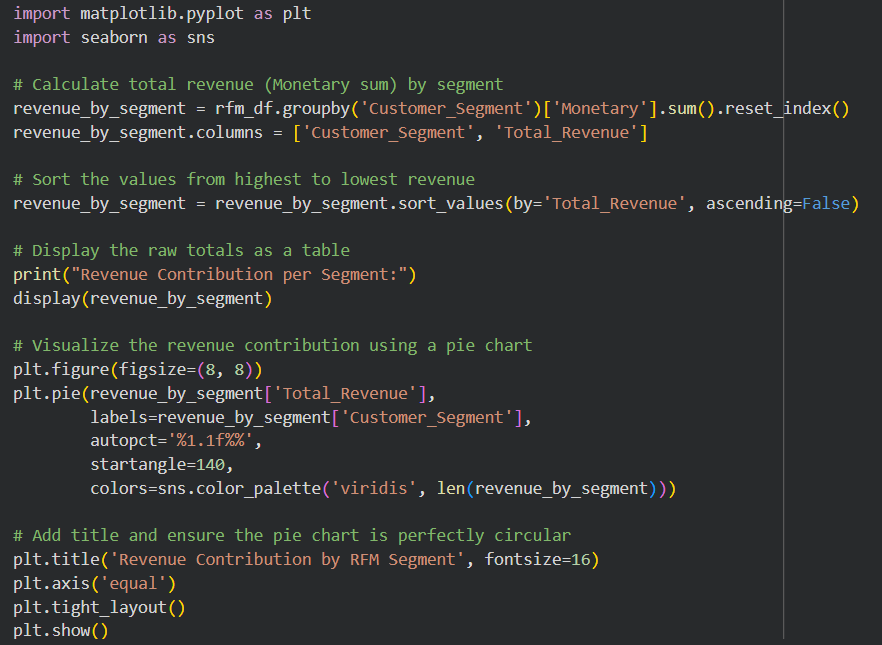 import matplotlib.pyplot as plt
import seaborn as sns

# Calculate total revenue (Monetary sum) by segment
revenue_by_segment = rfm_df.groupby('Customer_Segment')['Monetary'].sum().reset_index()
revenue_by_segment.columns = ['Customer_Segment', 'Total_Revenue']

# Sort the values from highest to lowest revenue
revenue_by_segment = revenue_by_segment.sort_values(by='Total_Revenue', ascending=False)

# Display the raw totals as a table
print("Revenue Contribution per Segment:")
display(revenue_by_segment)

# Visualize the revenue contribution using a pie chart
plt.figure(figsize=(8, 8))
plt.pie(revenue_by_segment['Total_Revenue'],
        labels=revenue_by_segment['Customer_Segment'],
        autopct='%1.1f%%',
        startangle=140,
        colors=sns.color_palette('viridis', len(revenue_by_segment)))

# Add title and ensure the pie chart is perfectly circular
plt.title('Revenue Contribution by RFM Segment', fontsize=16)
plt.axis('equal')
plt.tight_layout()
plt.show()